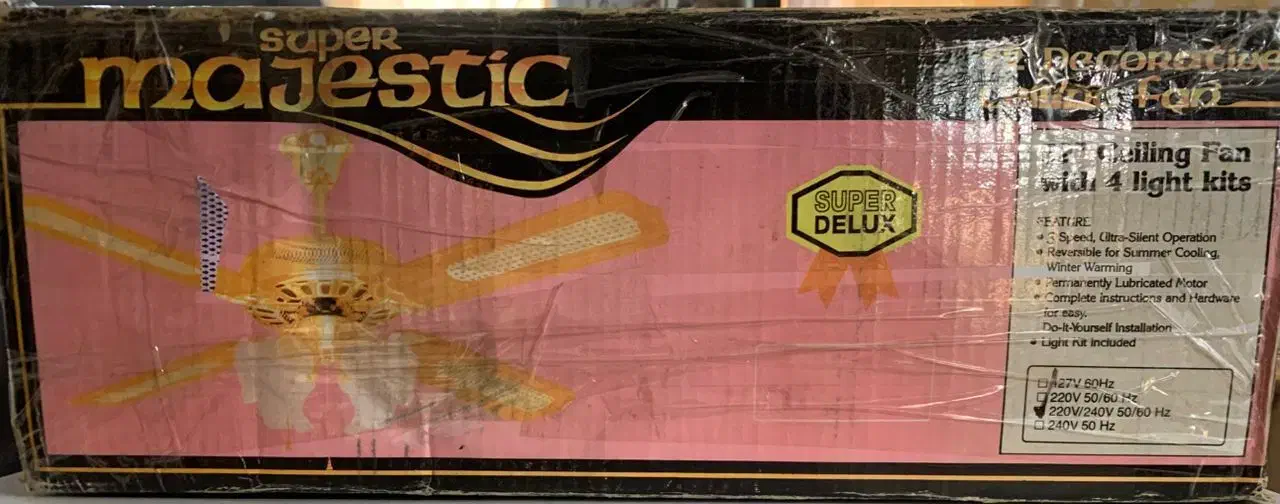 super
majestic
Decorative
Ceiling Fan
SUPER
DELUX
Ceiling Fan
with 4 light kits
FEATURE
• 3 Speed, Ultra-Silent Operation
• Reversible for Summer Cooling,
Winter Warming
• Permanently Lubricated Motor
• Complete instructions and Hardware
for easy.
Do-It-Yourself Installation
• Light Kit Included
127V 60Hz
220V 50/60 Hz
220V/240V 50/60 Hz
240V 50 Hz